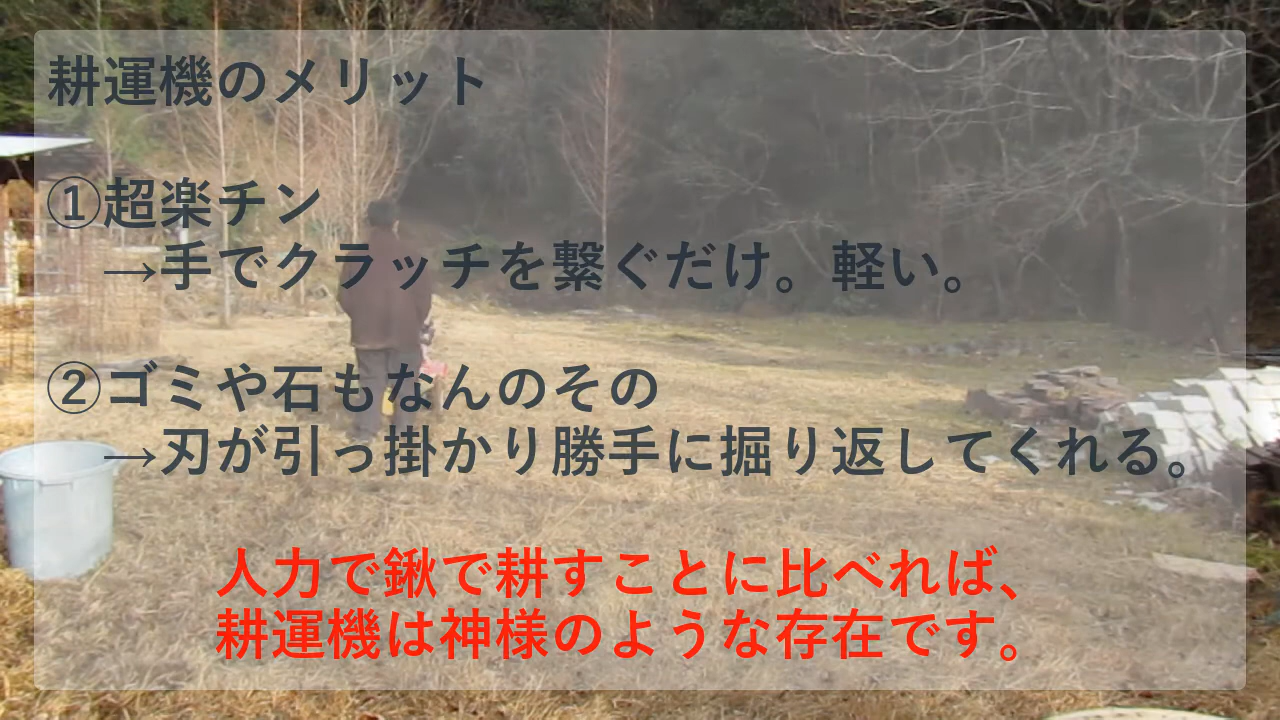 耕運機のメリット
①超楽チン
→手でクラッチを繋ぐだけ。軽い。
②ゴミや石もなんのその
→刃が引っ掛かり勝手に掘り返してくれる。
人力で鍬で耕すことに比べれば、
耕運機は神様のような存在です。